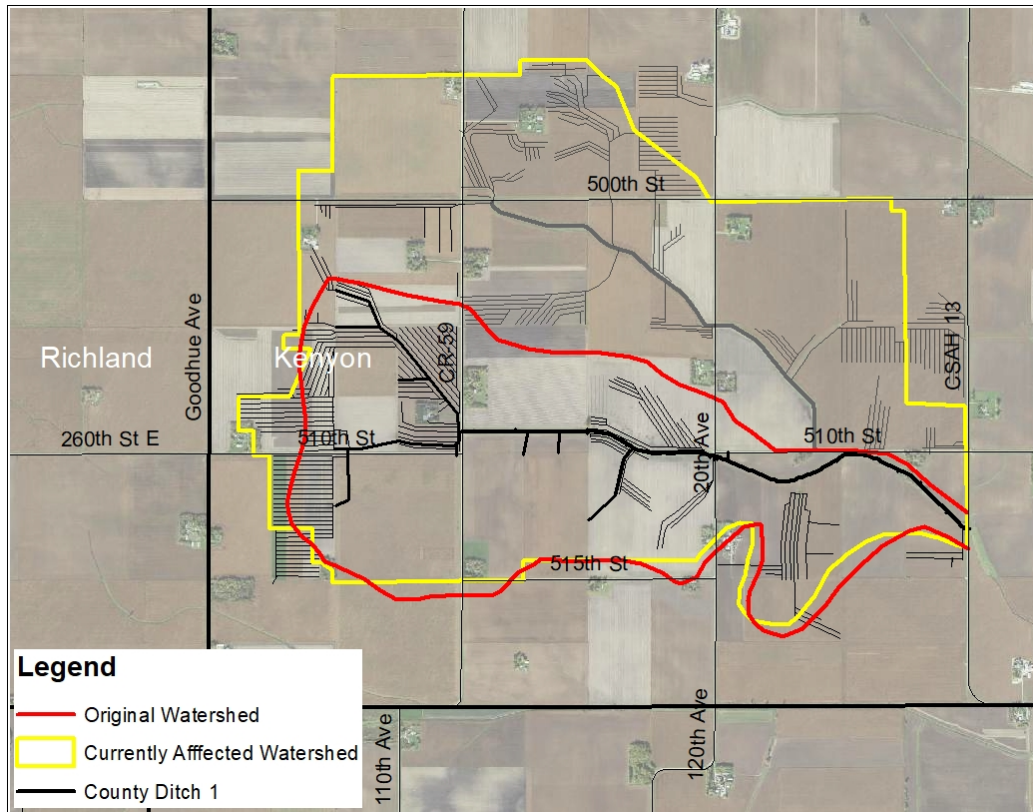 500th St
Goodhue Ave
CR-59
CSAH 13
Richland
Kenyon
260th St E
510th St
20th Ave
510th St
515th St
Legend
Original Watershed
Currently Afffected Watershed
County Ditch 1
110th Ave
120th Ave